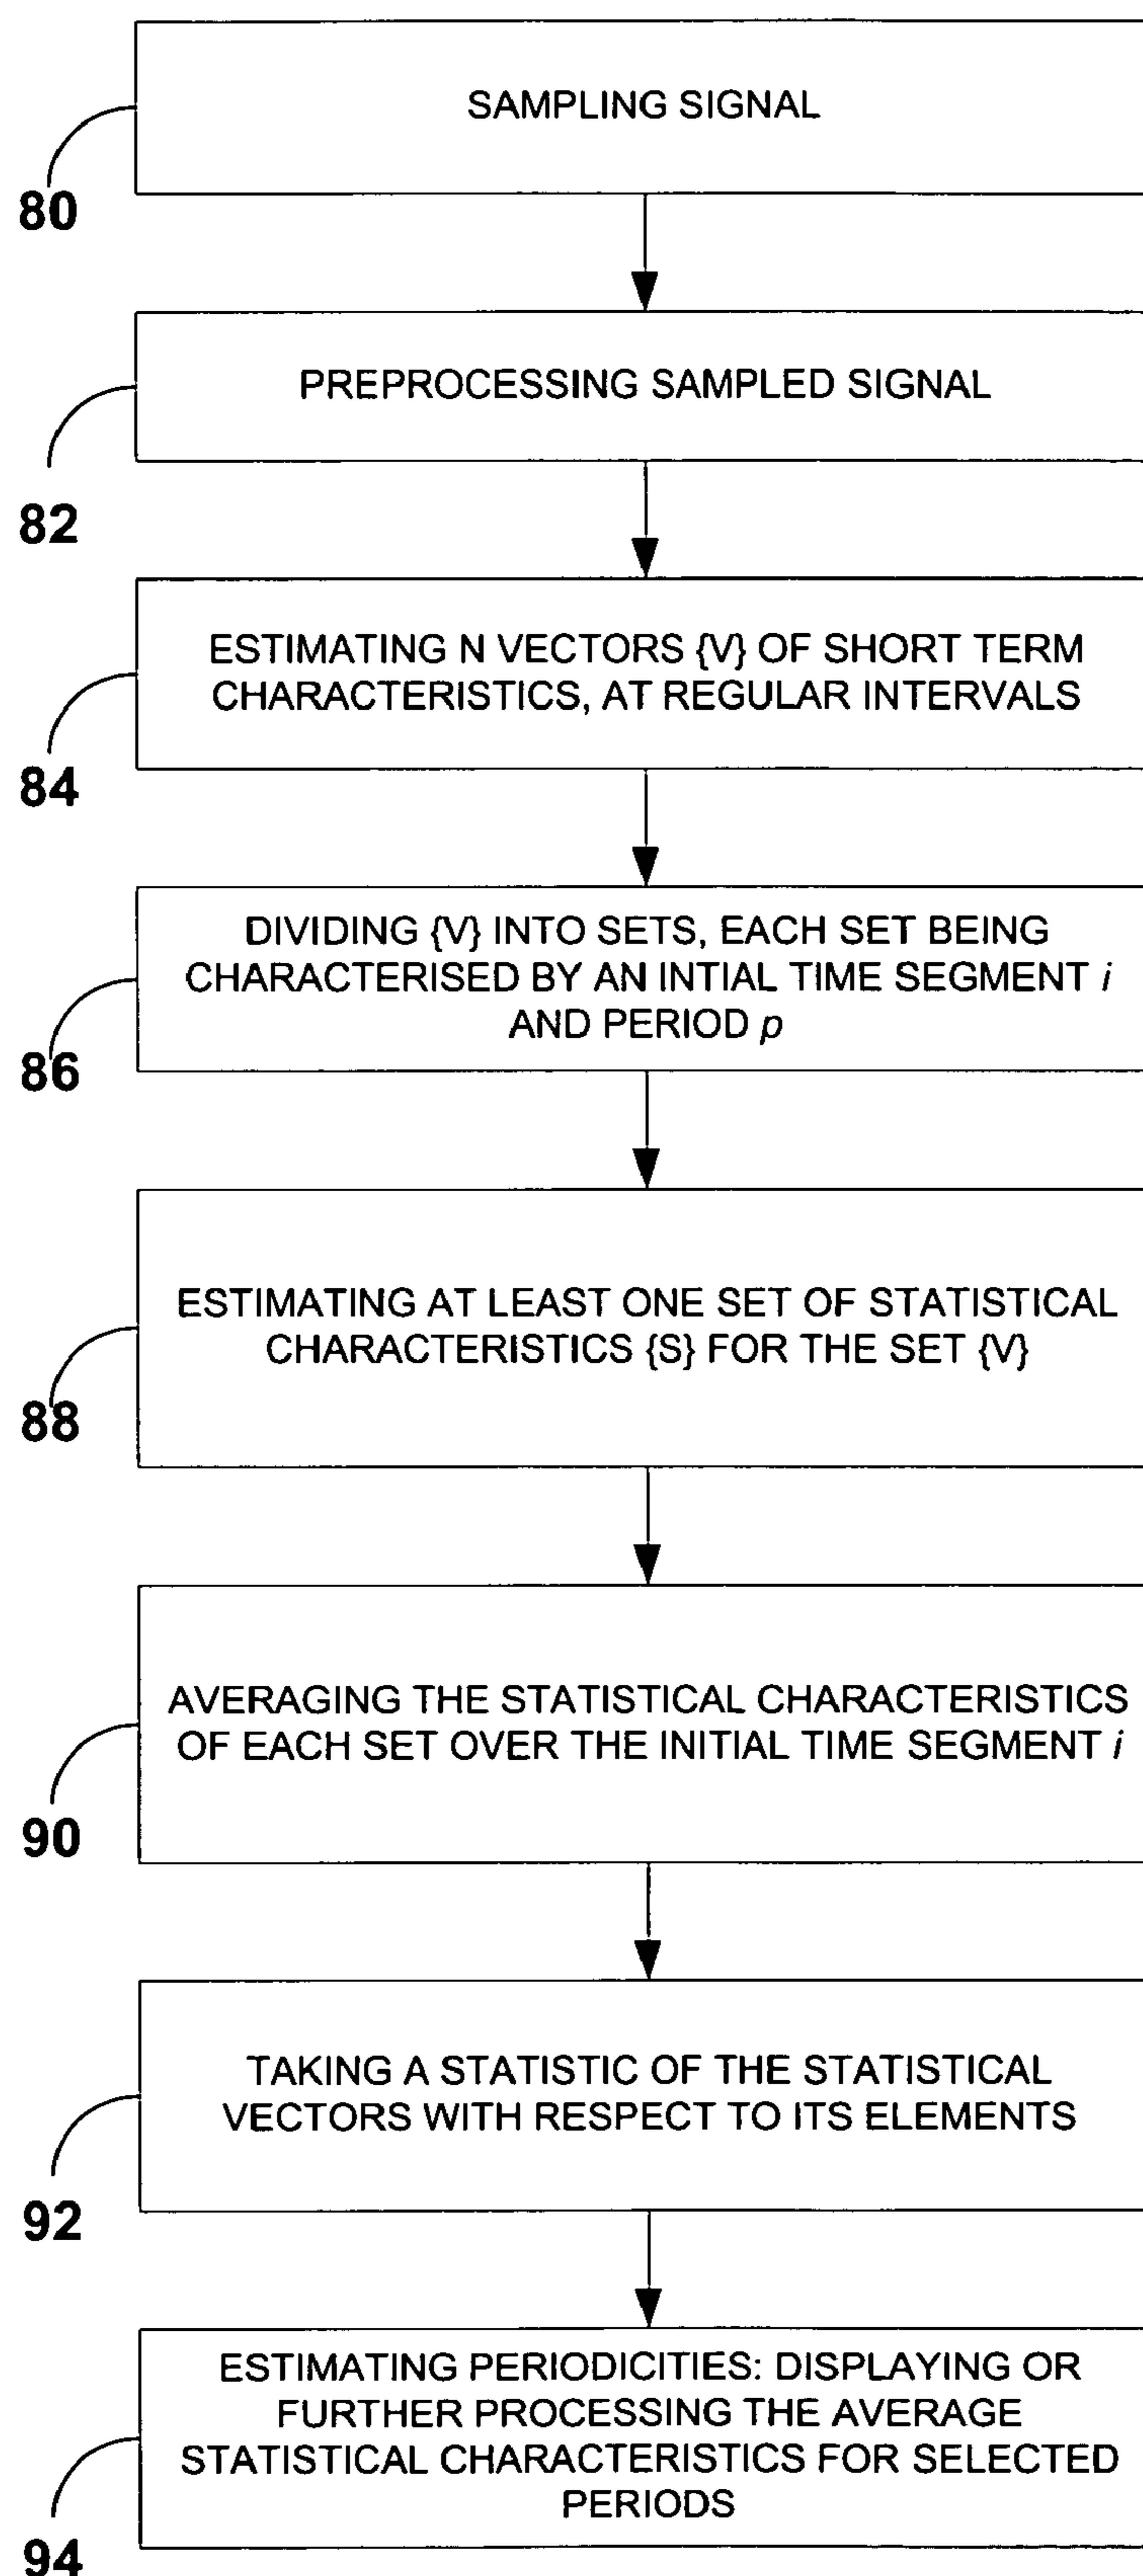 SAMPLING SIGNAL
80
PREPROCESSING SAMPLED SIGNAL
82
ESTIMATING N VECTORS {V} OF SHORT TERM
CHARACTERISTICS, AT REGULAR INTERVALS
84
DIVIDING {V} INTO SETS, EACH SET BEING
CHARACTERISED BY AN INTIAL TIME SEGMENT i
AND PERIOD p
86
ESTIMATING AT LEAST ONE SET OF STATISTICAL
CHARACTERISTICS {S} FOR THE SET {V}
88
AVERAGING THE STATISTICAL CHARACTERISTICS
OF EACH SET OVER THE INITIAL TIME SEGMENT i
90
TAKING A STATISTIC OF THE STATISTICAL
VECTORS WITH RESPECT TO ITS ELEMENTS
92
ESTIMATING PERIODICITIES: DISPLAYING OR
FURTHER PROCESSING THE AVERAGE
STATISTICAL CHARACTERISTICS FOR SELECTED
PERIODS
94